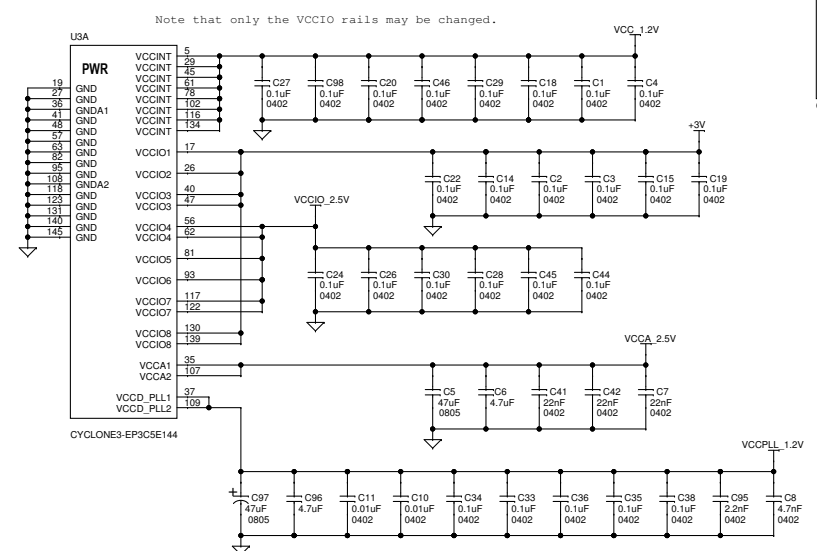 Note that only the VCCIO rails may be changed.
U3A
PWR
VCC_1.2V
VCCINT 5
VCCINT 29
VCCINT 45
VCCINT 61
VCCINT 78
VCCINT 102
VCCINT 116
VCCINT 134
19 GND
27 GND
36 GNDA1
41 GND
48 GND
57 GND
63 GND
82 GND
95 GND
108 GNDA2
118 GND
123 GND
131 GND
140 GND
145 GND
C27 0.1uF 0402
C98 0.1uF 0402
C20 0.1uF 0402
C46 0.1uF 0402
C29 0.1uF 0402
C18 0.1uF 0402
C1 0.1uF 0402
C4 0.1uF 0402
+3V
VCCIO1 17
VCCIO2 26
VCCIO3 40
VCCIO3 47
VCCIO4 56
VCCIO4 62
VCCIO5 81
VCCIO6 93
VCCIO7 117
VCCIO7 122
VCCIO8 130
VCCIO8 139
C22 0.1uF 0402
C14 0.1uF 0402
C2 0.1uF 0402
C3 0.1uF 0402
C15 0.1uF 0402
C19 0.1uF 0402
VCCIO_2.5V
C24 0.1uF 0402
C26 0.1uF 0402
C30 0.1uF 0402
C28 0.1uF 0402
C45 0.1uF 0402
C44 0.1uF 0402
VCCA_2.5V
VCCA1 35
VCCA2 107
VCCD_PLL1 37
VCCD_PLL2 109
C5 47uF 0805
C6 4.7uF
C41 22nF 0402
C42 22nF 0402
C7 22nF 0402
CYCLONE3-EP3C5E144
VCCPLL_1.2V
+
C97 47uF 0805
C96 4.7uF
C11 0.01uF 0402
C10 0.01uF 0402
C34 0.1uF 0402
C33 0.1uF 0402
C36 0.1uF 0402
C35 0.1uF 0402
C38 0.1uF 0402
C95 2.2nF 0402
C8 4.7nF 0402